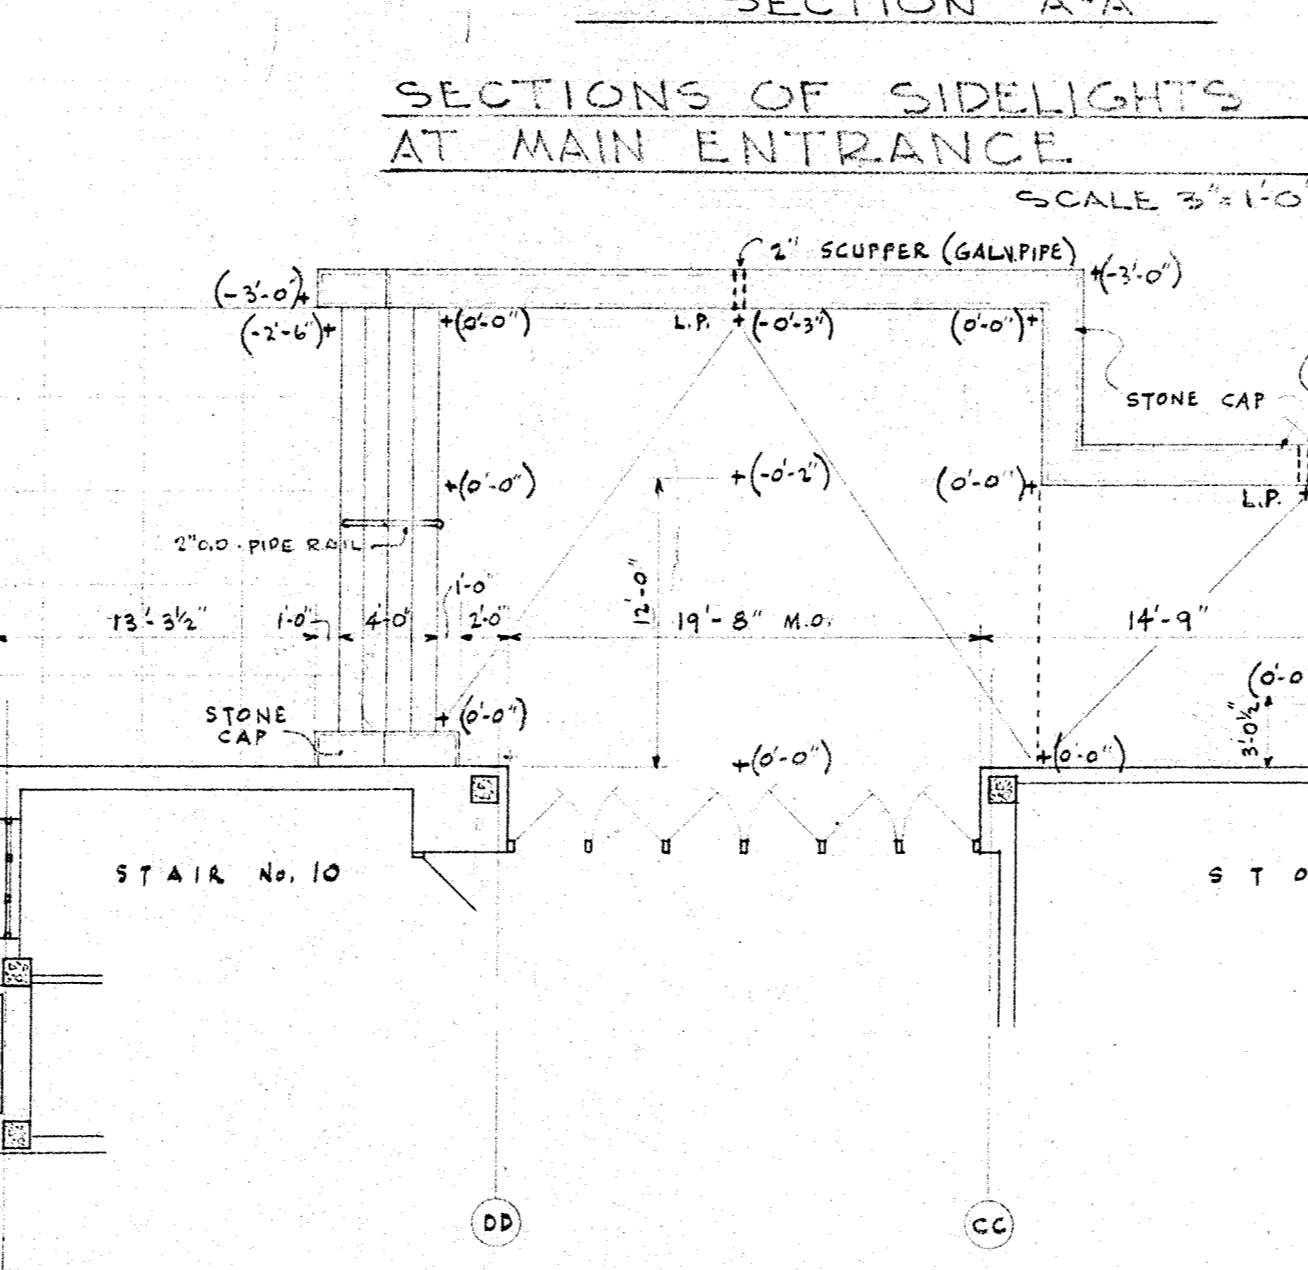 SECTION A-A
SECTIONS OF SIDELIGHTS
AT MAIN ENTRANCE
SCALE 3"=1'-0"
2" SCUPPER (GALV. PIPE)
(-3'-0") (-3'-0")
(-2'-6") (0'-0") L.P. (-0'-3") (0'-0")
STONE CAP
(0'-0") (-0'-2") (0'-0") L.P.
2" O.D. PIPE RAIL
12'-0"
1'-0"
13'-3½" 1'-0" 4'-0" 2'-0" 19'-8" M.O. 14'-9"
(0'-0
3'-0½"
STONE
CAP
(0'-0")
(0'-0") (0'-0")
STAIR No. 10
S T
DD CC